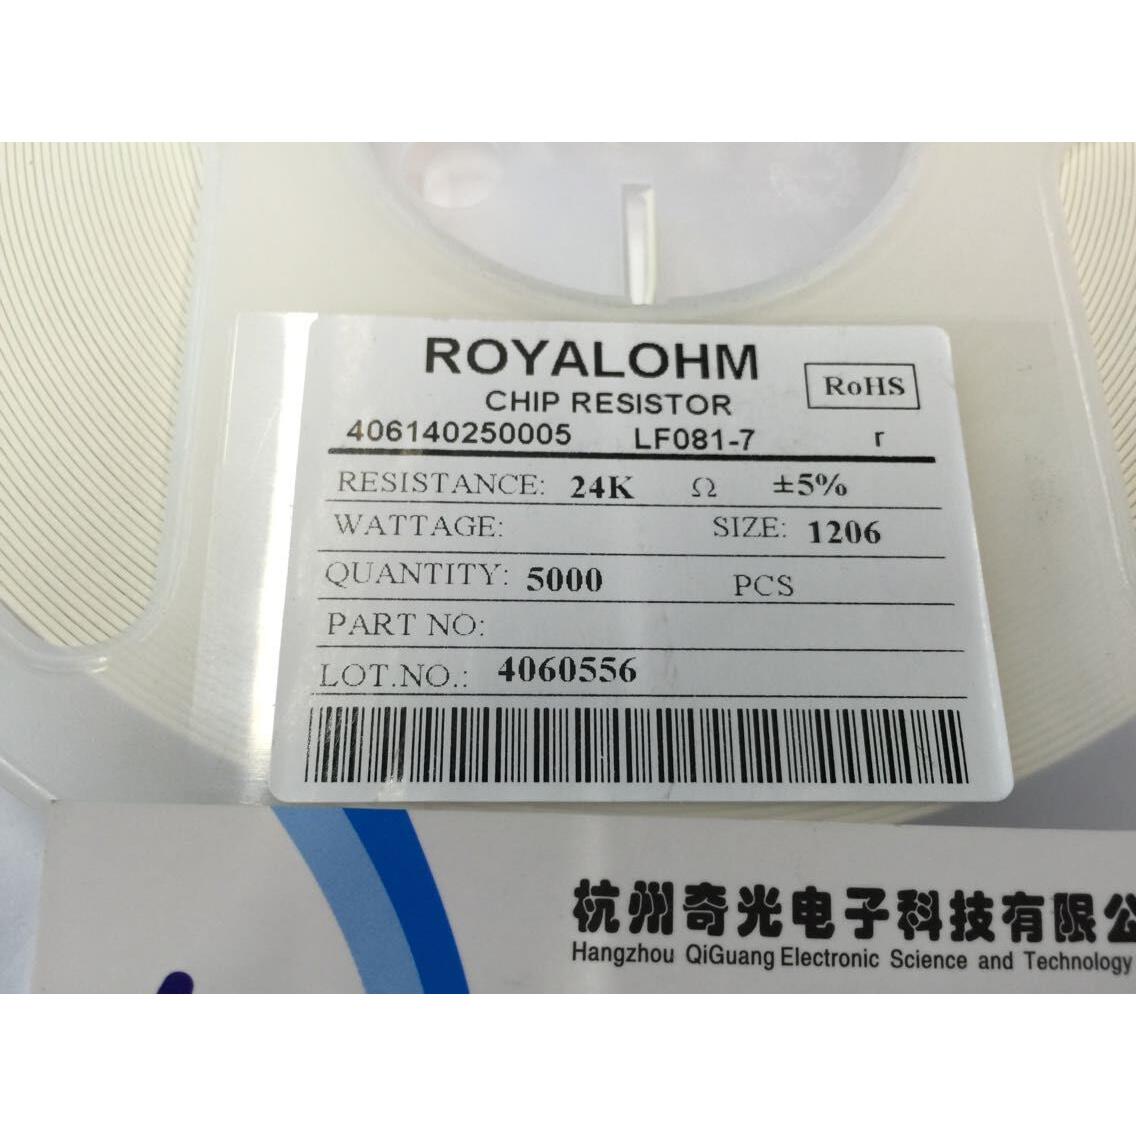 ROYALOHM
CHIP RESISTOR
RoHS
406140250005 LF081-7 r
RESISTANCE: 24K Ω ±5%
WATTAGE: SIZE: 1206
QUANTITY: 5000 PCS
PART NO:
LOT.NO.: 4060556
杭州奇光电子科技有限公
Hangzhou QiGuang Electronic Science and Technology